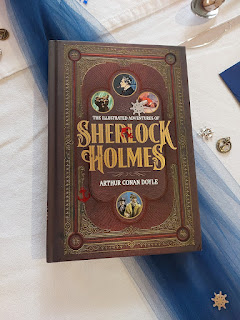 THE ILLUSTRATED ADVENTURES OF
SHERLOCK
HOLMES
ARTHUR CONAN DOYLE